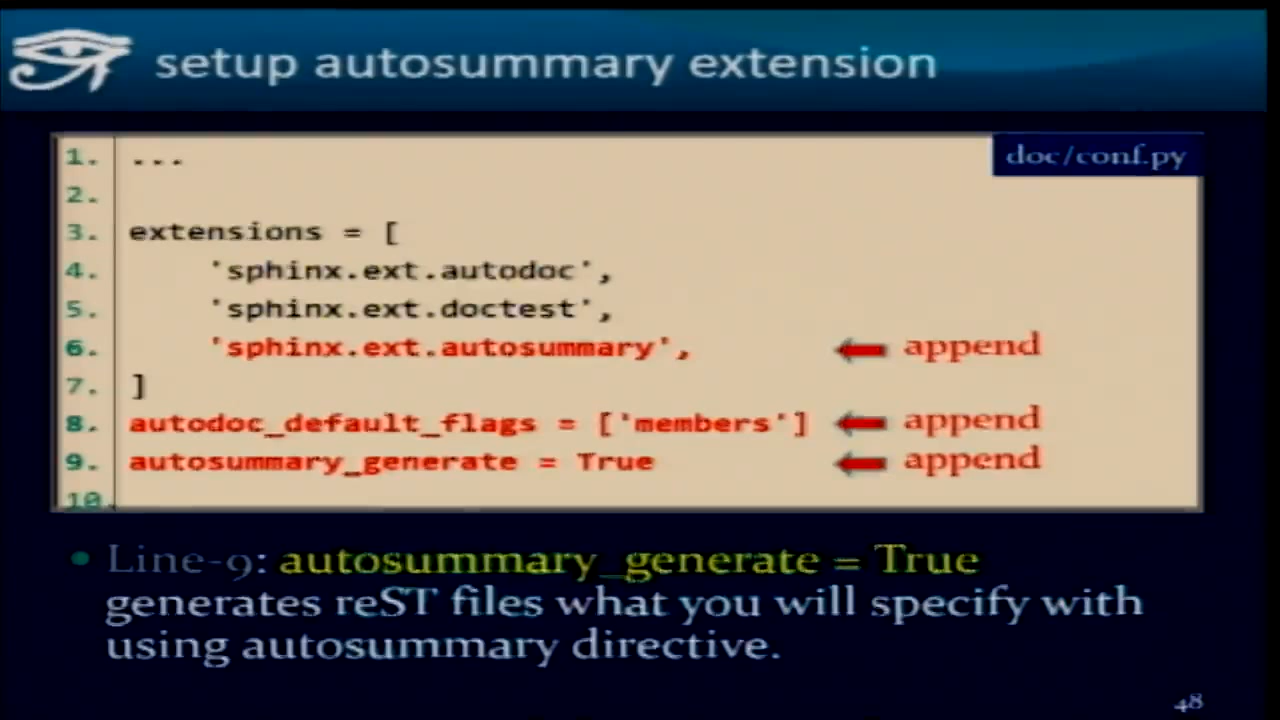 setup autosummary extension
doc/conf.py
1. ...
2.
3. extensions = [
4. 'sphinx.ext.autodoc',
5. 'sphinx.ext.doctest',
6. 'sphinx.ext.autosummary', append
7. ]
8. autodoc_default_flags = ['members'] append
9. autosummary_generate = True append
10.
• Line-9: autosummary_generate = True
generates reST files what you will specify with
using autosummary directive.
48